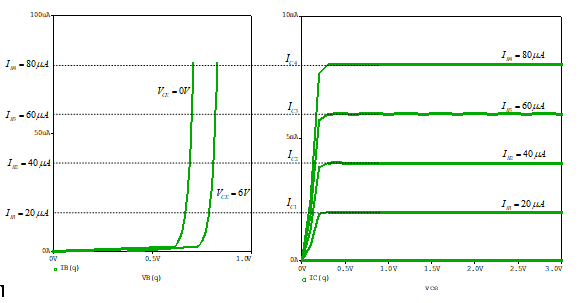 100uA
I_B4 = 80 μA
V_CE = 0V
I_B3 = 60 μA
50uA
I_B2 = 40 μA
V_CE = 6V
I_B1 = 20 μA
0A
0V 0.5V 1.0V
IB(q)
VB(q)
10mA
I_C4
I_B4 = 80 μA
I_C3
I_B3 = 60 μA
5mA
I_C2
I_B2 = 40 μA
I_C1
I_B1 = 20 μA
0A
0V 0.5V 1.0V 1.5V 2.0V 2.5V 3.0V
IC(q)